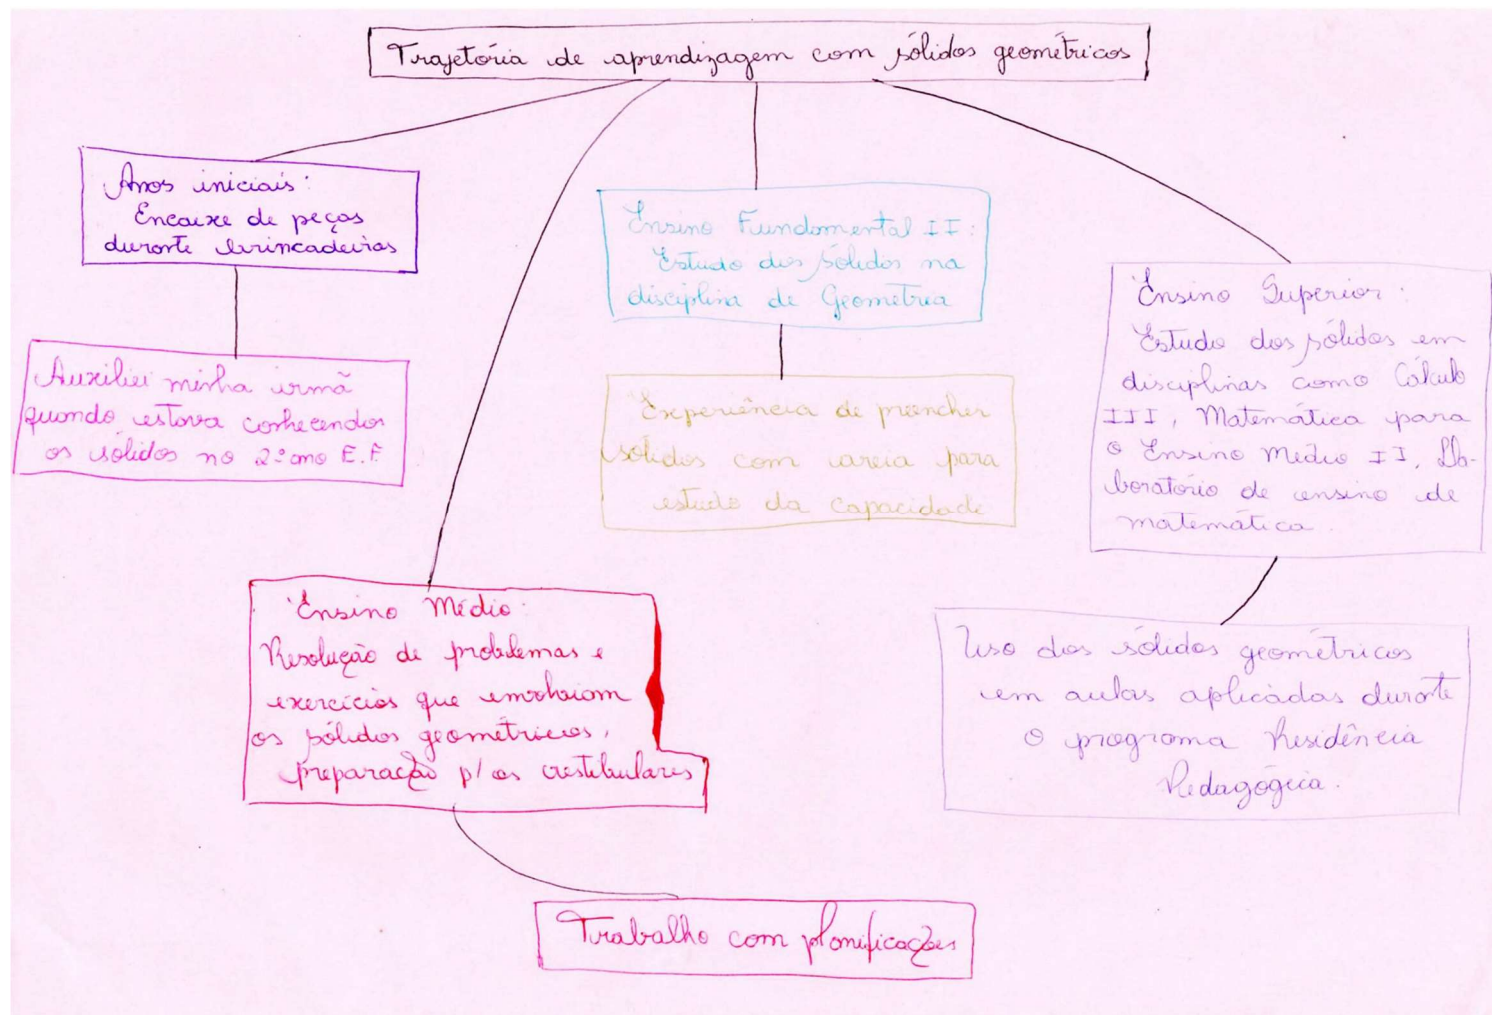 Trajetória de aprendizagem com sólidos geométricos
Anos iniciais:
Encaixe de peças
durante brincadeiras
Auxiliei minha irmã
quando estava conhecendo
os sólidos no 2º ano E.F.
Ensino Fundamental II:
Estudo dos sólidos na
disciplina de Geometria
Experiência de prencher
sólidos com areia para
estudo da capacidade
Ensino Superior:
Estudo dos sólidos em
disciplinas como Cálculo
III, Matemática para
o Ensino Médio II, La-
boratório de ensino de
matemática.
Uso dos sólidos geométricos
em aulas aplicadas durante
o programa Residência
Pedagógica.
Ensino Médio:
Resolução de problemas e
exercícios que envolviam
os sólidos geométricos,
preparação p/ os vestibulares
Trabalho com planificações